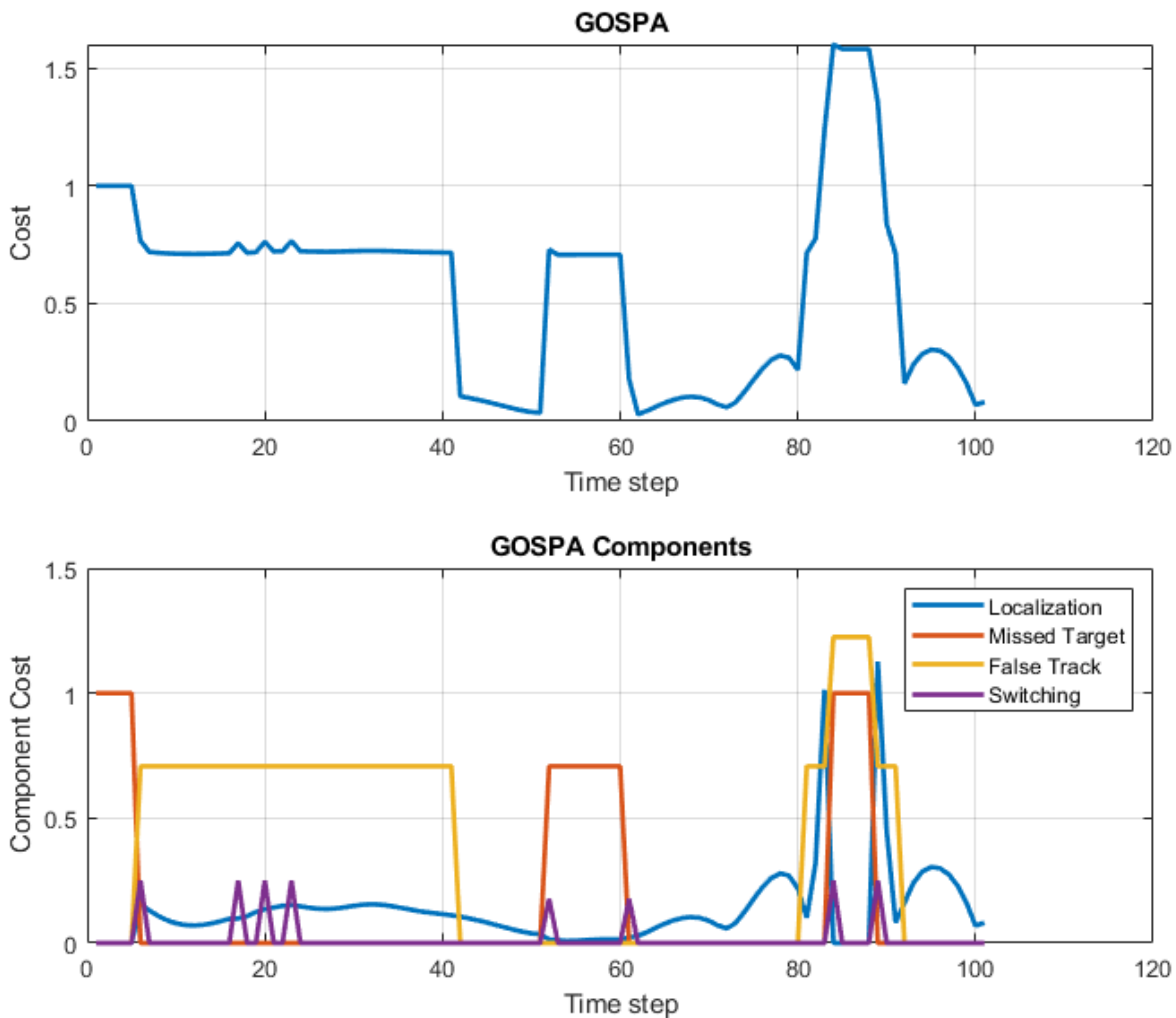 GOSPA
1.5
1
0.5
0
Cost
0 20 40 60 80 100 120
Time step
GOSPA Components
1.5
1
0.5
0
Component Cost
Localization
Missed Target
False Track
Switching
0 20 40 60 80 100 120
Time step